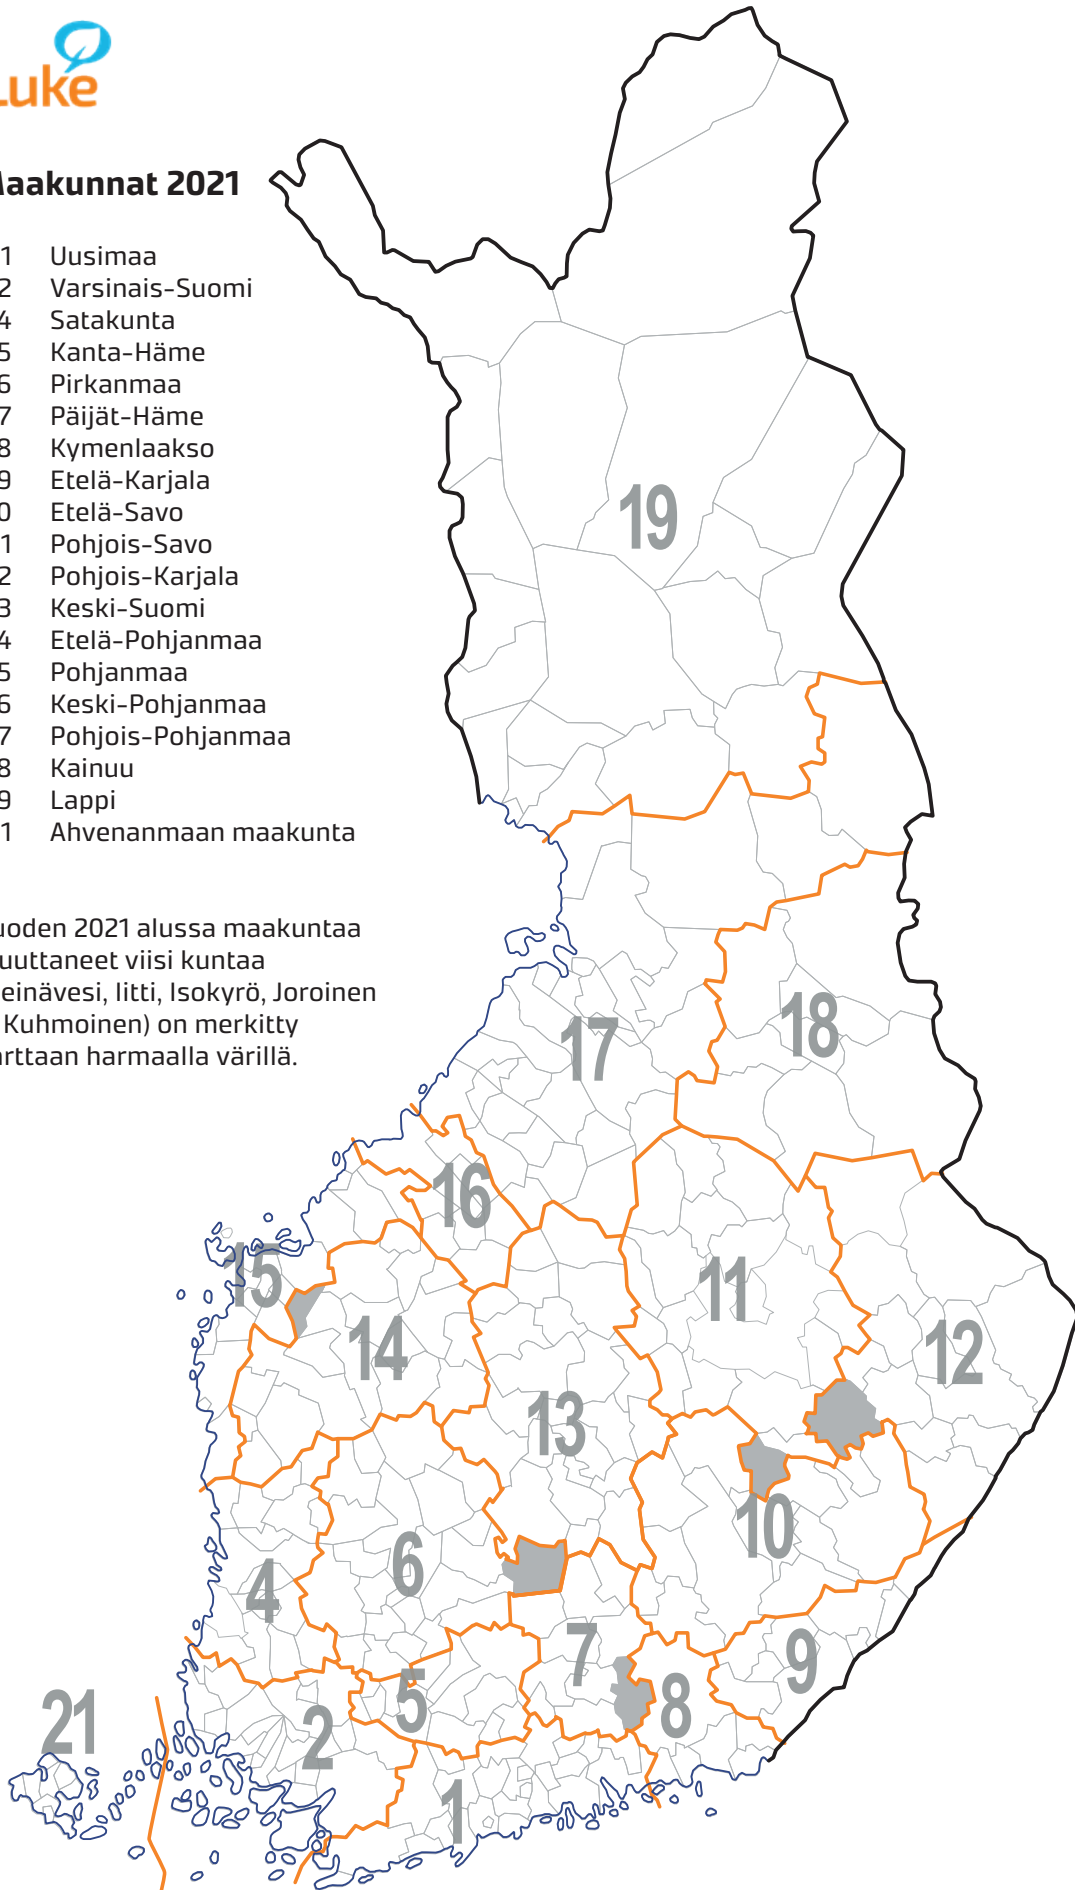 Luke
Maakunnat 2021
1 Uusimaa
2 Varsinais-Suomi
4 Satakunta
5 Kanta-Häme
6 Pirkanmaa
7 Päijät-Häme
8 Kymenlaakso
9 Etelä-Karjala
0 Etelä-Savo
1 Pohjois-Savo
2 Pohjois-Karjala
3 Keski-Suomi
4 Etelä-Pohjanmaa
5 Pohjanmaa
6 Keski-Pohjanmaa
7 Pohjois-Pohjanmaa
8 Kainuu
9 Lappi
1 Ahvenanmaan maakunta
uoden 2021 alussa maakuntaa
uuttaneet viisi kuntaa
einävesi, Iitti, Isokyrö, Joroinen
Kuhmoinen) on merkitty
arttaan harmaalla värillä.
19
18
17
16
15
14
13
11
12
10
6
4
7
9
5
8
2
21
1